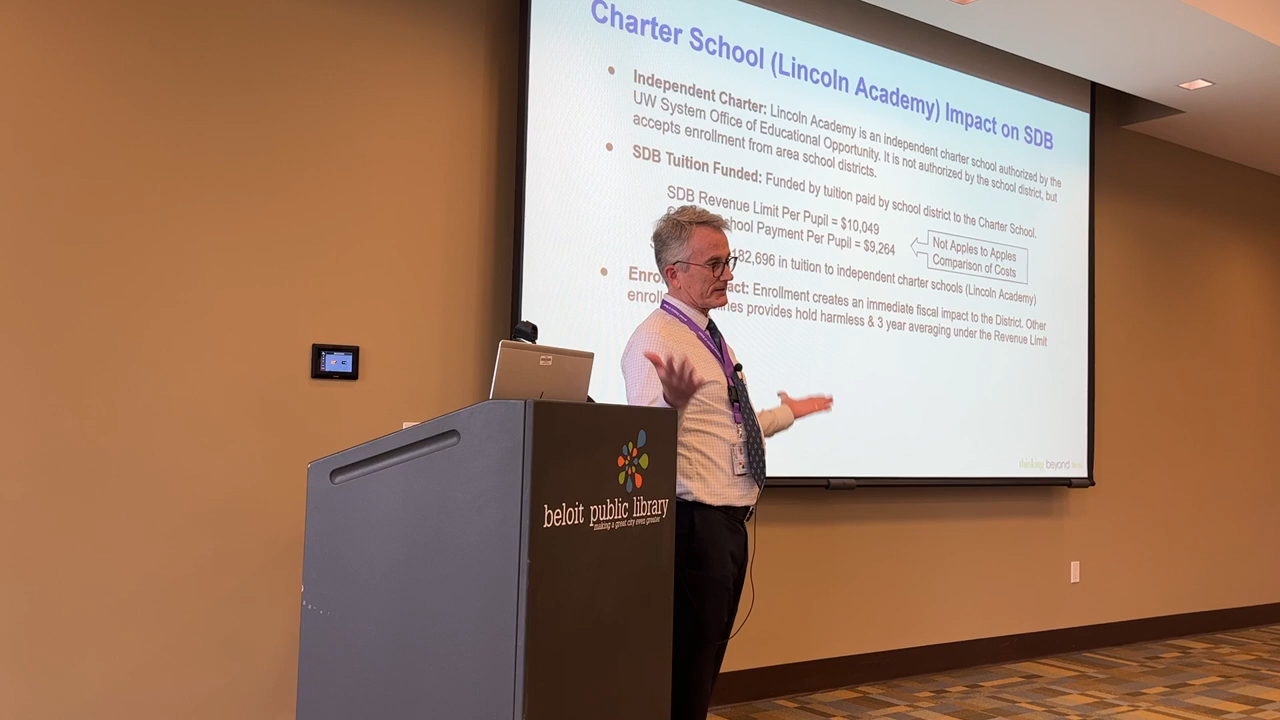 Charter School (Lincoln Academy) Impact on SDB
Independent Charter: Lincoln Academy is an independent charter school authorized by the
UW System Office of Educational Opportunity. It is not authorized by the school district, but
accepts enrollment from area school districts.
SDB Tuition Funded: Funded by tuition paid by school district to the Charter School.
SDB Revenue Limit Per Pupil = $10,049
School Payment Per Pupil = $9,264
Not Apples to Apples
Comparison of Costs
182,696 in tuition to independent charter schools (Lincoln Academy)
Enrollment creates an immediate fiscal impact to the District. Other
provides hold harmless & 3 year averaging under the Revenue Limit
thinking beyond
beloit public library
making a great city even greater